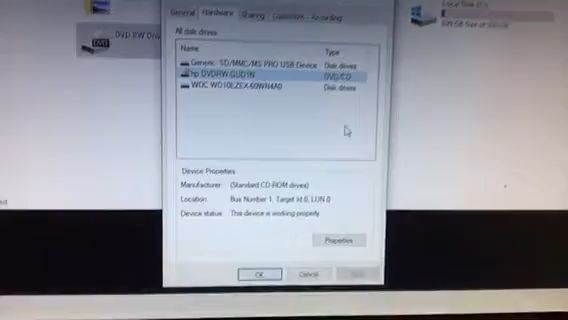 General Hardware Sharing Customize Recording
All disk drives
Name Type
Generic- SD/MMC/MS PRO USB Device Disk drives
hp DVDRW GUD1N DVD/CD
WDC WD10EZEX-60WN4A0 Disk drives
Device Properties
Manufacturer: (Standard CD-ROM drives)
Location: Bus Number 1, Target Id 0, LUN 0
Device status: This device is working properly
Properties
OK Cancel
DVD RW Driv
Local Disk